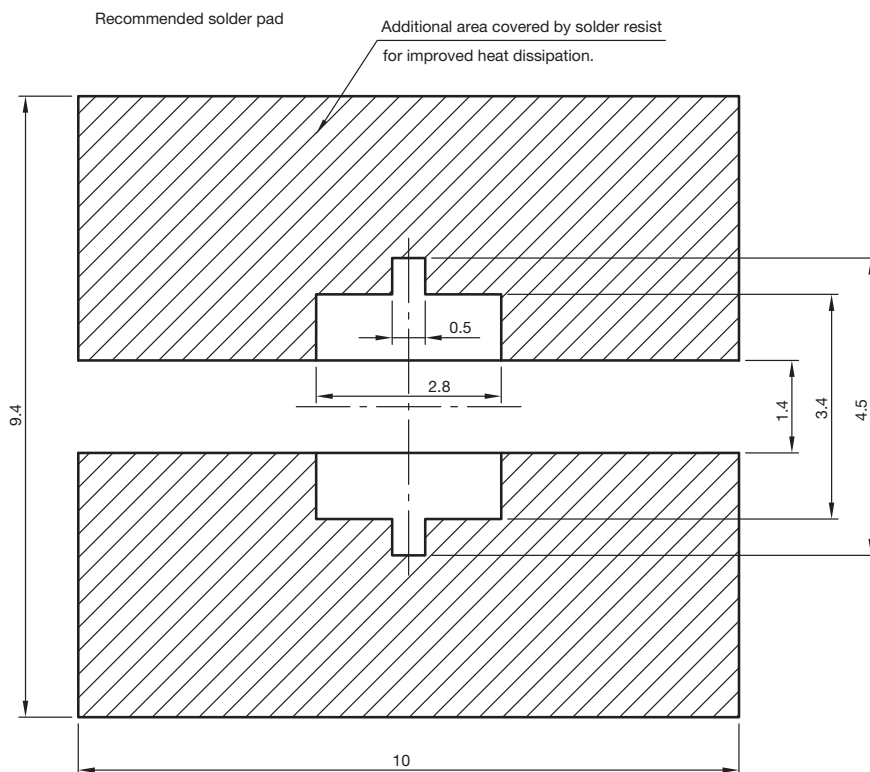 Recommended solder pad
Additional area covered by solder resist
for improved heat dissipation.
0.5
2.8
9.4
1.4
3.4
4.5
10